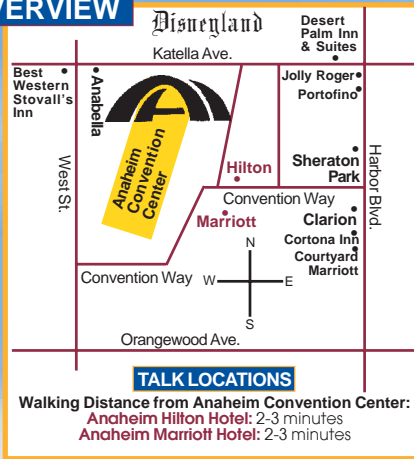 VERVIEW
Disneyland
Desert
Palm Inn
& Suites
Katella Ave.
Best
Western
Stovall's
Inn
Anabella
Jolly Roger
Portofino
Anaheim
Convention
Center
West St.
Hilton
Sheraton
Park
Harbor Blvd.
Convention Way
Marriott
Clarion
Cortona Inn
Courtyard
Marriott
N
Convention Way
W
E
S
Orangewood Ave.
TALK LOCATIONS
Walking Distance from Anaheim Convention Center:
Anaheim Hilton Hotel: 2-3 minutes
Anaheim Marriott Hotel: 2-3 minutes